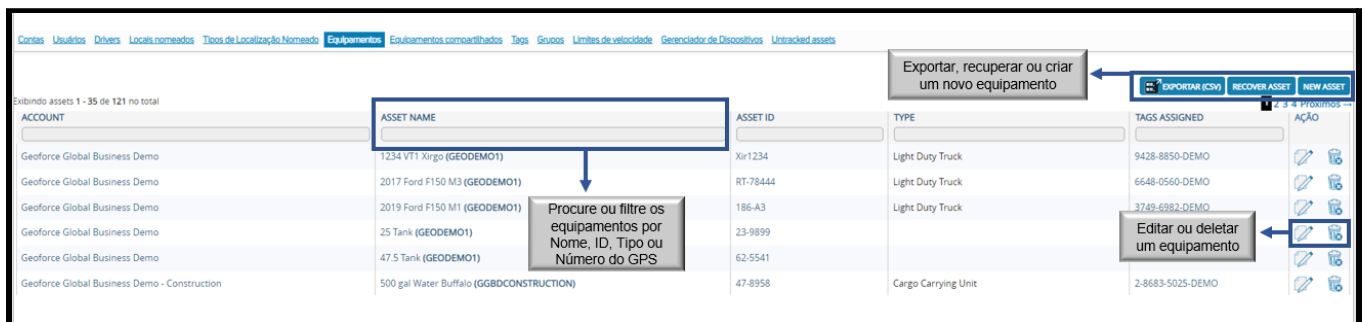 Contas Usuários Drivers Locais nomeados Tipos de Localização Nomeado Equipamentos Equipamentos compartilhados Tags Grupos Limites de velocidade Gerenciador de Dispositivos Untracked assets
Exportar, recuperar ou criar
um novo equipamento
EXPORTAR (CSV) RECOVER ASSET NEW ASSET
Exibindo assets 1 - 35 de 121 no total
1 2 3 4 Próximos →
ACCOUNT ASSET NAME ASSET ID TYPE TAGS ASSIGNED AÇÃO
Geoforce Global Business Demo 1234 VT1 Xirgo (GEODEMO1) Xir1234 Light Duty Truck 9428-8850-DEMO
Geoforce Global Business Demo 2017 Ford F150 M3 (GEODEMO1) RT-78444 Light Duty Truck 6648-0560-DEMO
Geoforce Global Business Demo 2019 Ford F150 M1 (GEODEMO1) 186-A3 Light Duty Truck 3749-6982-DEMO
Geoforce Global Business Demo 25 Tank (GEODEMO1) 23-9899
Geoforce Global Business Demo 47.5 Tank (GEODEMO1) 62-5541
Geoforce Global Business Demo - Construction 500 gal Water Buffalo (GGBDCONSTRUCTION) 47-8958 Cargo Carrying Unit 2-8683-5025-DEMO
Procure ou filtre os
equipamentos por
Nome, ID, Tipo ou
Número do GPS
Editar ou deletar
um equipamento